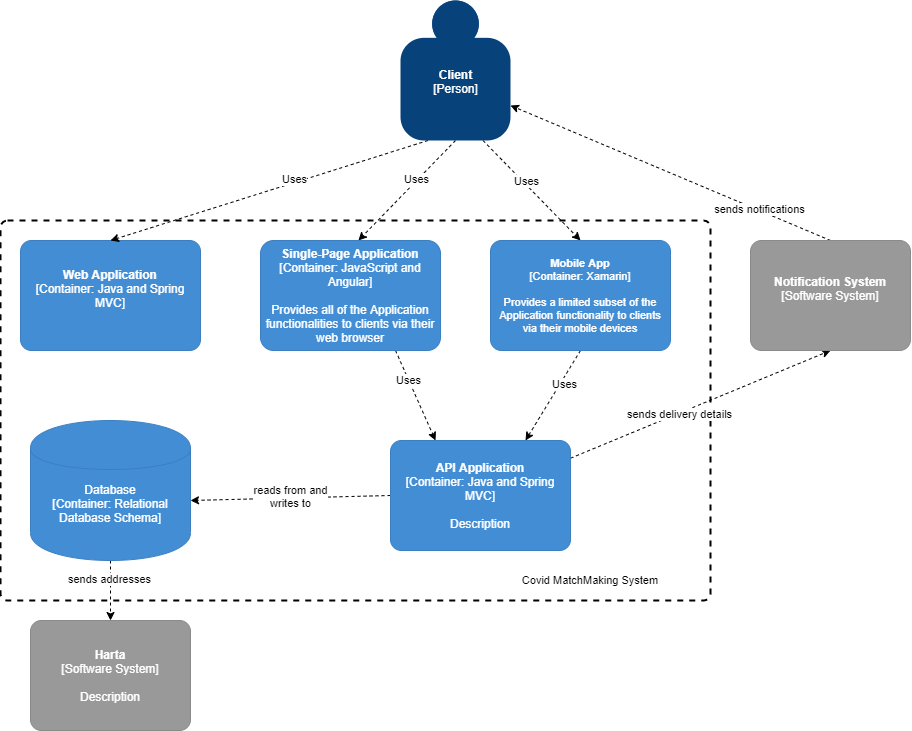 Client
[Person]
Uses
Uses
Uses
sends notifications
Web Application
[Container: Java and Spring
MVC]
Single-Page Application
[Container: JavaScript and
Angular]
Provides all of the Application
functionalities to clients via their
web browser
Mobile App
[Container: Xamarin]
Provides a limited subset of the
Application functionality to clients
via their mobile devices
Notification System
[Software System]
Uses
Uses
sends delivery details
Database
[Container: Relational
Database Schema]
reads from and
writes to
API Application
[Container: Java and Spring
MVC]
Description
sends addresses
Covid MatchMaking System
Harta
[Software System]
Description